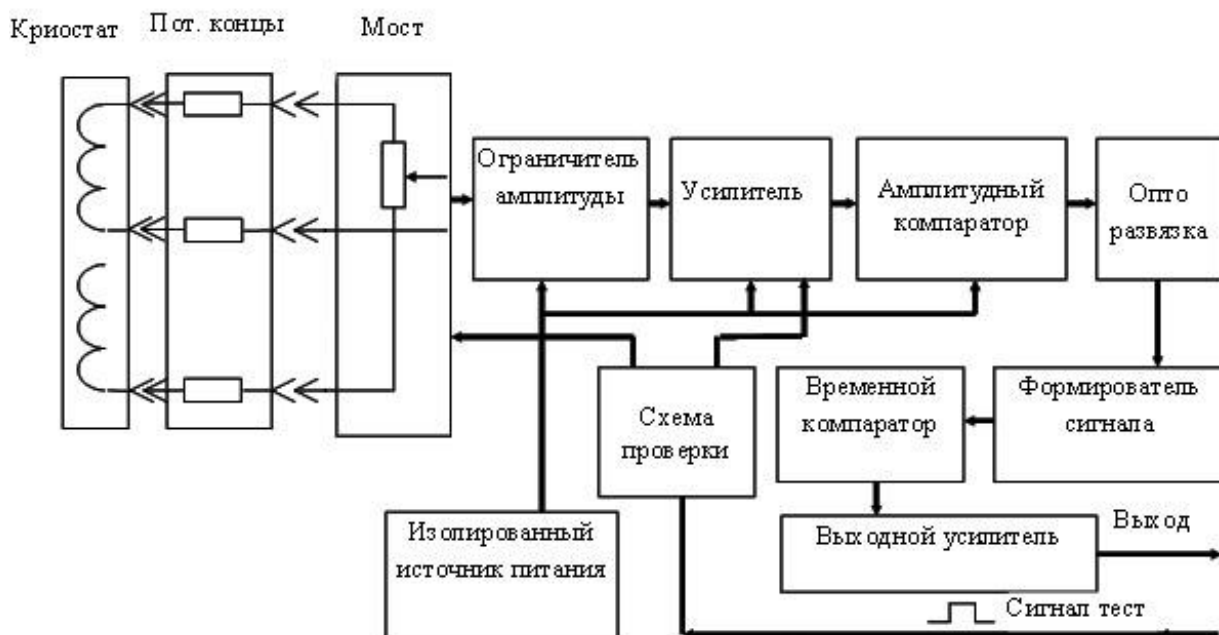 Криостат
Пот. концы
Мост
Ограничитель
амплитуды
Усилитель
Амплитудный
компаратор
Опто
развязка
Схема
проверки
Временной
компаратор
Формирователь
сигнала
Изолированный
источник питания
Выходной усилитель
Выход
Сигнал тест